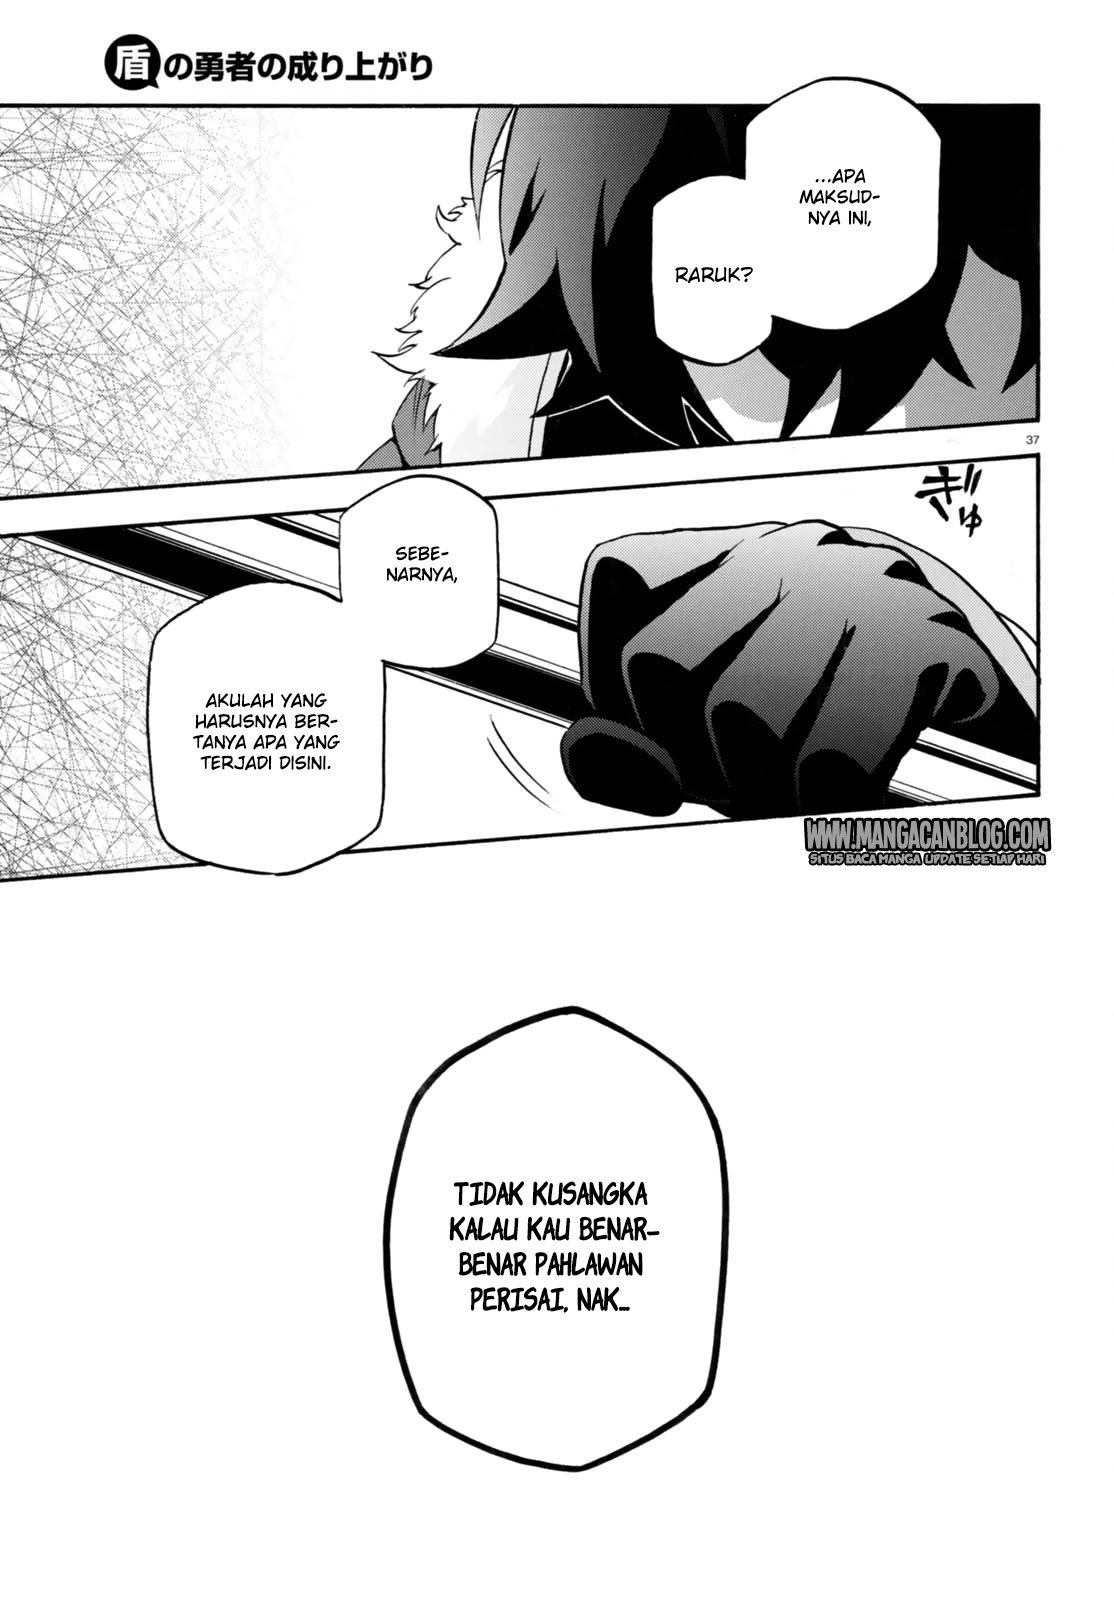 盾の勇者の成り上がり
...APA
MAKSUD-
NYA INI,
RARUK?
37
ぎゅ
SEBE-
NARNYA,
AKULAH YANG
HARUSNYA BER-
TANYA APA YANG
TERJADI DISINI.
WWW.MANGACANBLOG.COM
SITUS BACA MANGA UPDATE SETIAP HARI
TIDAK KUSANGKA
KALAU KAU BENAR-
BENAR PAHLAWAN
PERISAI, NAK...